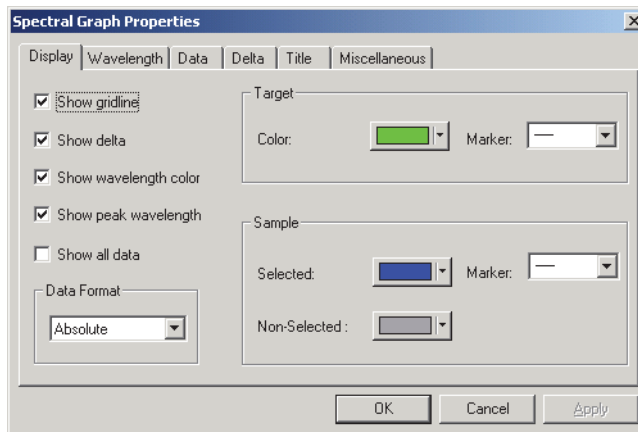 Spectral Graph Properties
Display Wavelength Data Delta Title Miscellaneous
Show gridline
Show delta
Show wavelength color
Show peak wavelength
Show all data
Data Format
Absolute
Target
Color: Marker:
Sample
Selected: Marker:
Non-Selected :
OK Cancel Apply